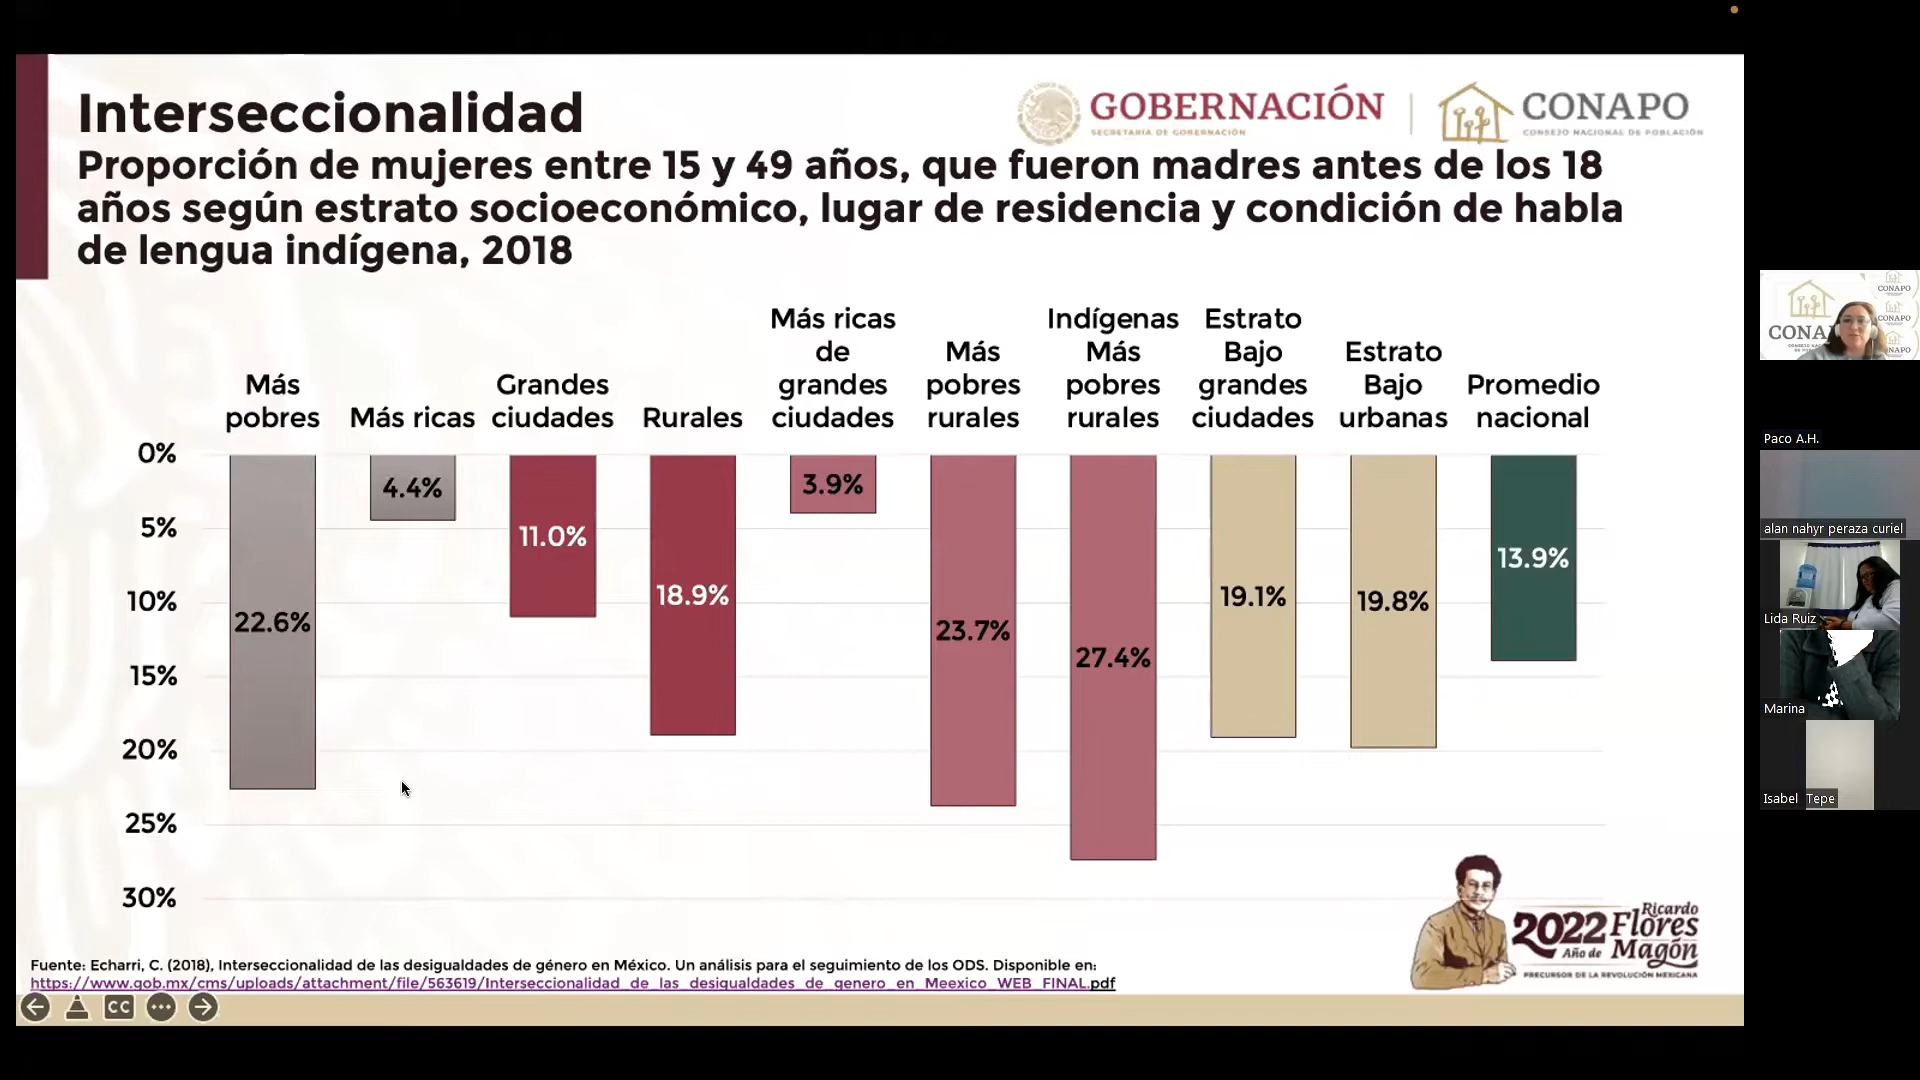 Interseccionalidad
GOBERNACIÓN
SECRETARÍA DE GOBERNACIÓN
CONAPO
CONSEJO NACIONAL DE POBLACIÓN
Proporción de mujeres entre 15 y 49 años, que fueron madres antes de los 18
años según estrato socioeconómico, lugar de residencia y condición de habla
de lengua indígena, 2018
Más
pobres
Más ricas
Grandes
ciudades
Rurales
Más ricas
de
grandes
ciudades
Más
pobres
rurales
Indígenas
Más
pobres
rurales
Estrato
Bajo
grandes
ciudades
Estrato
Bajo
urbanas
Promedio
nacional
0%
5%
10%
15%
20%
25%
30%
22.6%
4.4%
11.0%
18.9%
3.9%
23.7%
27.4%
19.1%
19.8%
13.9%
2022 Ricardo
Flores
Año de Magón
PRECURSOR DE LA REVOLUCIÓN MEXICANA
Fuente: Echarri, C. (2018), Interseccionalidad de las desigualdades de género en México. Un análisis para el seguimiento de los ODS. Disponible en:
https://www.gob.mx/cms/uploads/attachment/file/563619/Interseccionalidad_de_las_desigualdades_de_genero_en_Meexico_WEB_FINAL.pdf
CC
CONAPO
CONAPO
Paco A.H.
alan nahyr peraza curiel
Lida Ruiz
Marina
Isabel Tepe